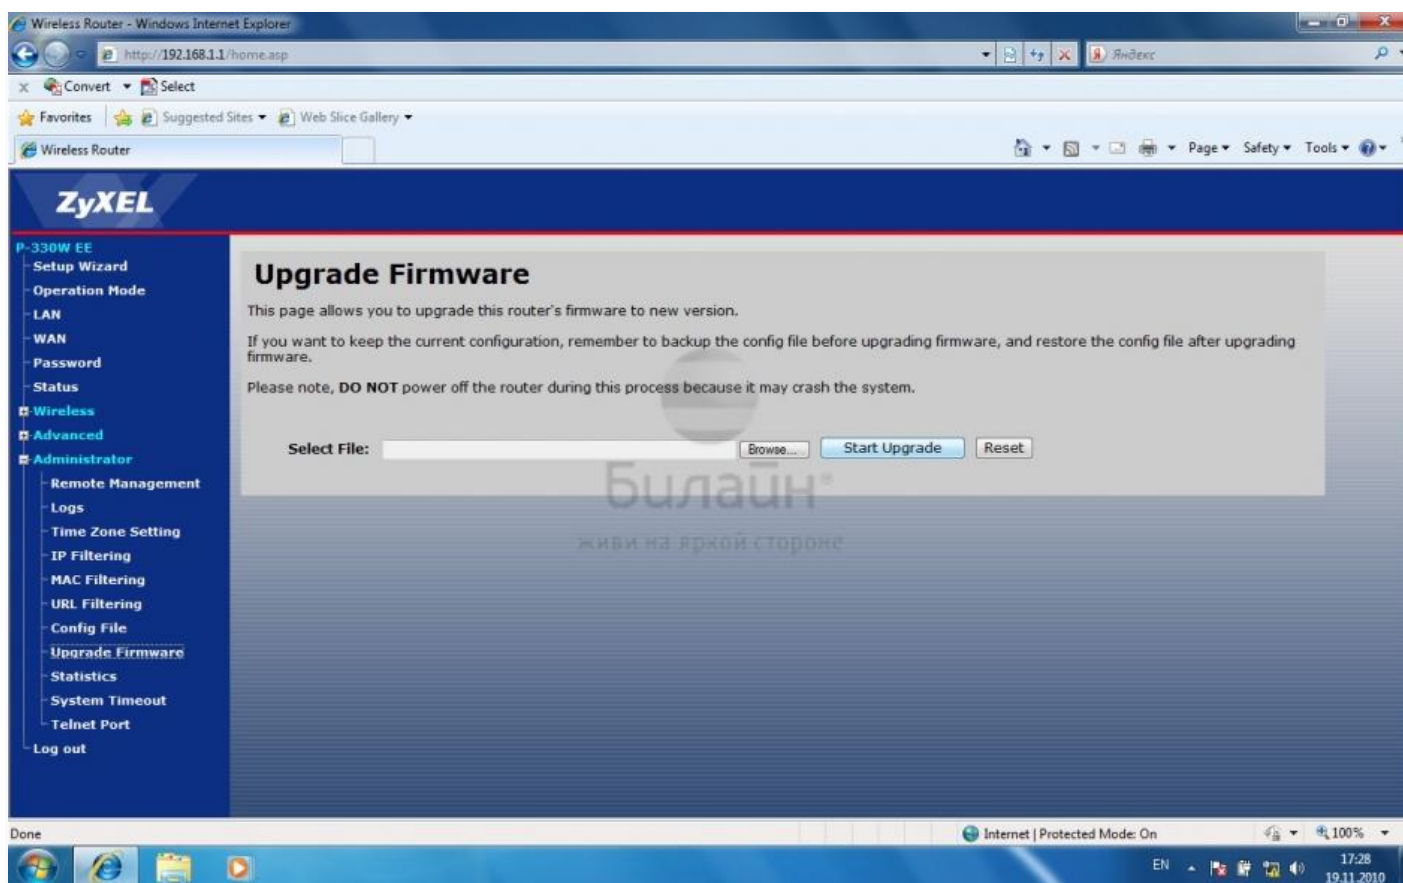 Wireless Router - Windows Internet Explorer
http://192.168.1.1/home.asp
Яндекс
x Convert Select
Favorites Suggested Sites Web Slice Gallery
Wireless Router
Page Safety Tools
ZyXEL
P-330W EE
Setup Wizard
Operation Mode
LAN
WAN
Password
Status
Wireless
Advanced
Administrator
Remote Management
Logs
Time Zone Setting
IP Filtering
MAC Filtering
URL Filtering
Config File
Upgrade Firmware
Statistics
System Timeout
Telnet Port
Log out
Upgrade Firmware
This page allows you to upgrade this router's firmware to new version.
If you want to keep the current configuration, remember to backup the config file before upgrading firmware, and restore the config file after upgrading
firmware.
Please note, DO NOT power off the router during this process because it may crash the system.
Select File: Browse... Start Upgrade Reset
Билайн®
живи на яркой стороне
Done
Internet | Protected Mode: On
100%
EN
17:28
19.11.2010